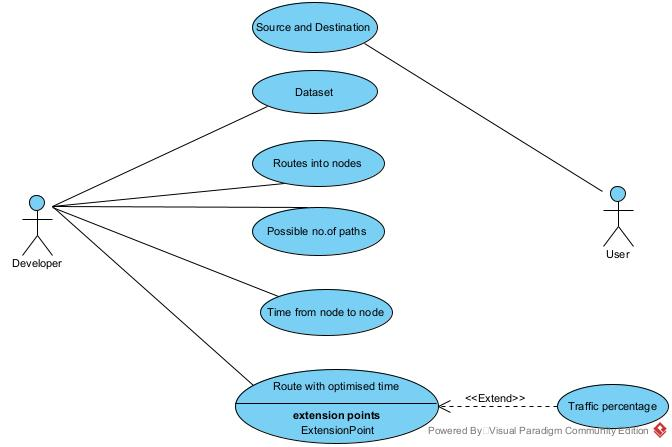 Source and Destination
Dataset
Routes into nodes
Possible no.of paths
Developer
User
Time from node to node
Route with optimised time
extension points
ExtensionPoint
<<Extend>>
Traffic percentage
Powered By Visual Paradigm Community Edition